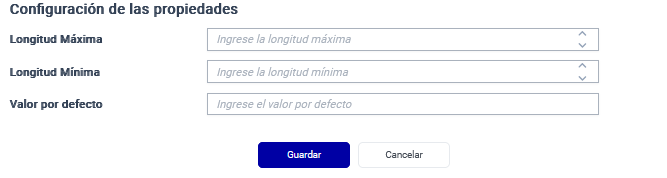 Configuración de las propiedades
Longitud Máxima Ingrese la longitud máxima
Longitud Mínima Ingrese la longitud mínima
Valor por defecto Ingrese el valor por defecto
Guardar Cancelar